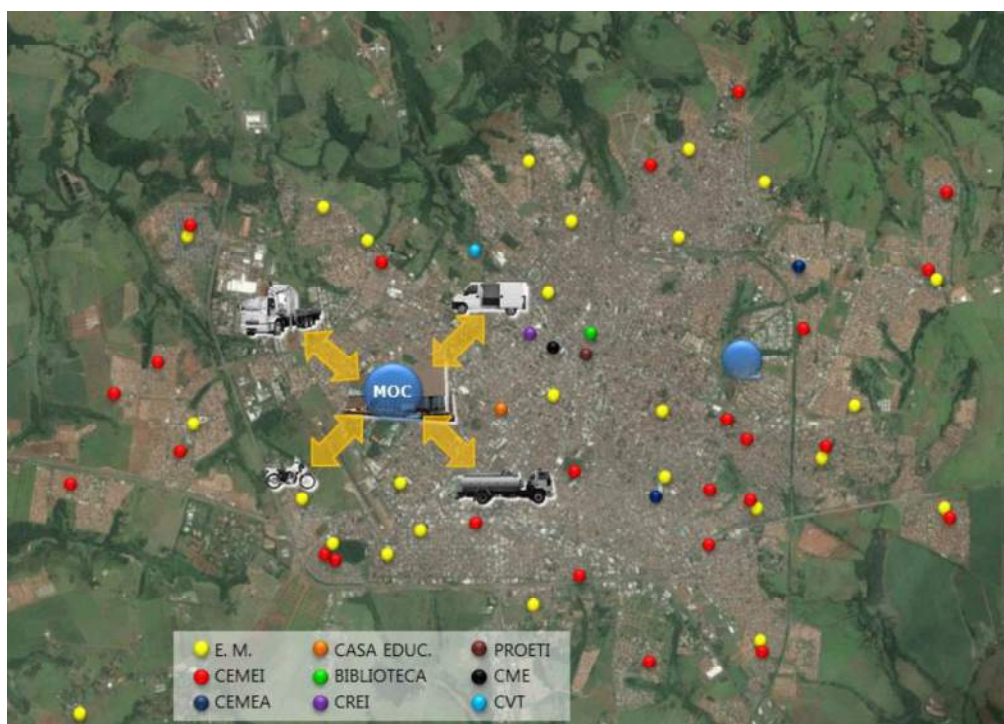 MOC
E. M.
CASA EDUC.
PROETI
CEMEI
BIBLIOTECA
CME
CEMEA
CREI
CVT